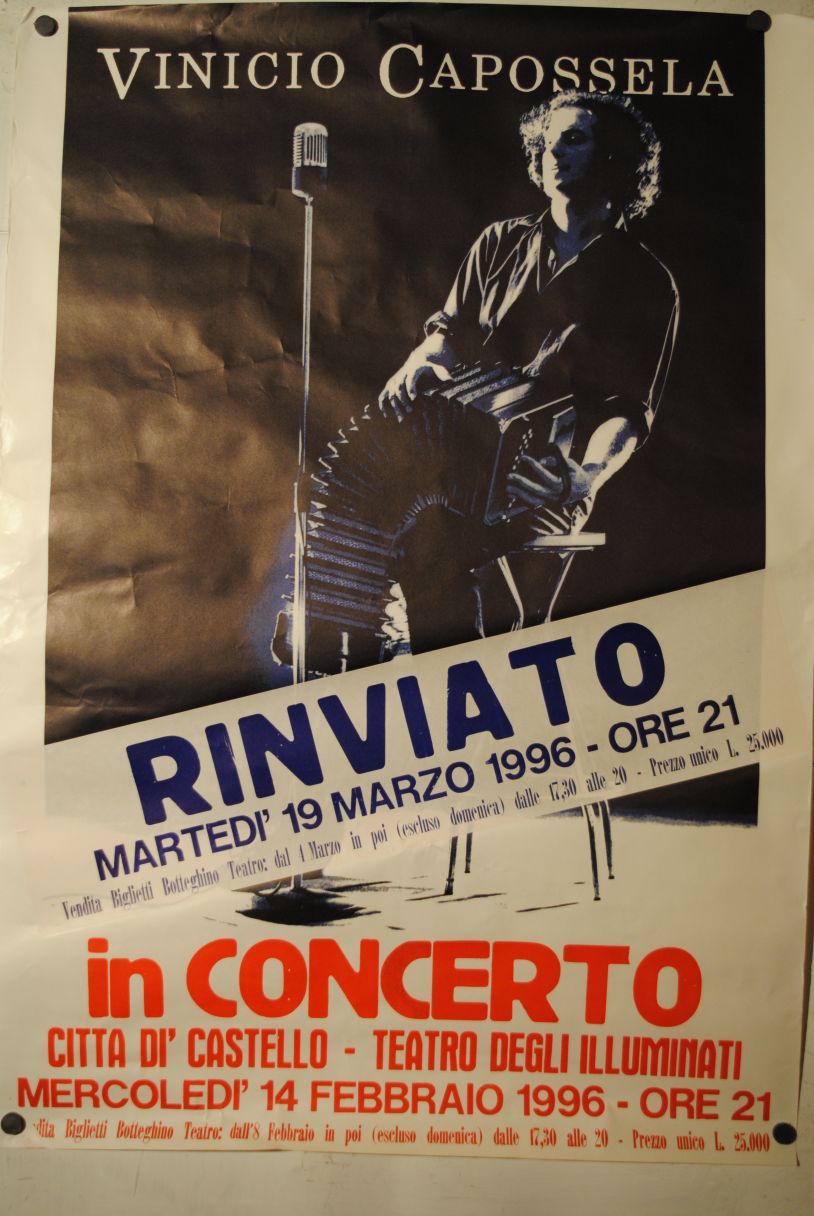 VINICIO CAPOSSELA
RINVIATO
MARTEDI' 19 MARZO 1996 - ORE 21
Vendita Biglietti Botteghino Teatro: dal 4 Marzo in poi (escluso domenica) dalle 17,30 alle 20 - Prezzo unico L. 25.000
in CONCERTO
CITTA DI' CASTELLO - TEATRO DEGLI ILLUMINATI
MERCOLEDI' 14 FEBBRAIO 1996 - ORE 21
dita Biglietti Botteghino Teatro: dall'8 Febbraio in poi (escluso domenica) dalle 17,30 alle 20 - Prezzo unico L. 25.000